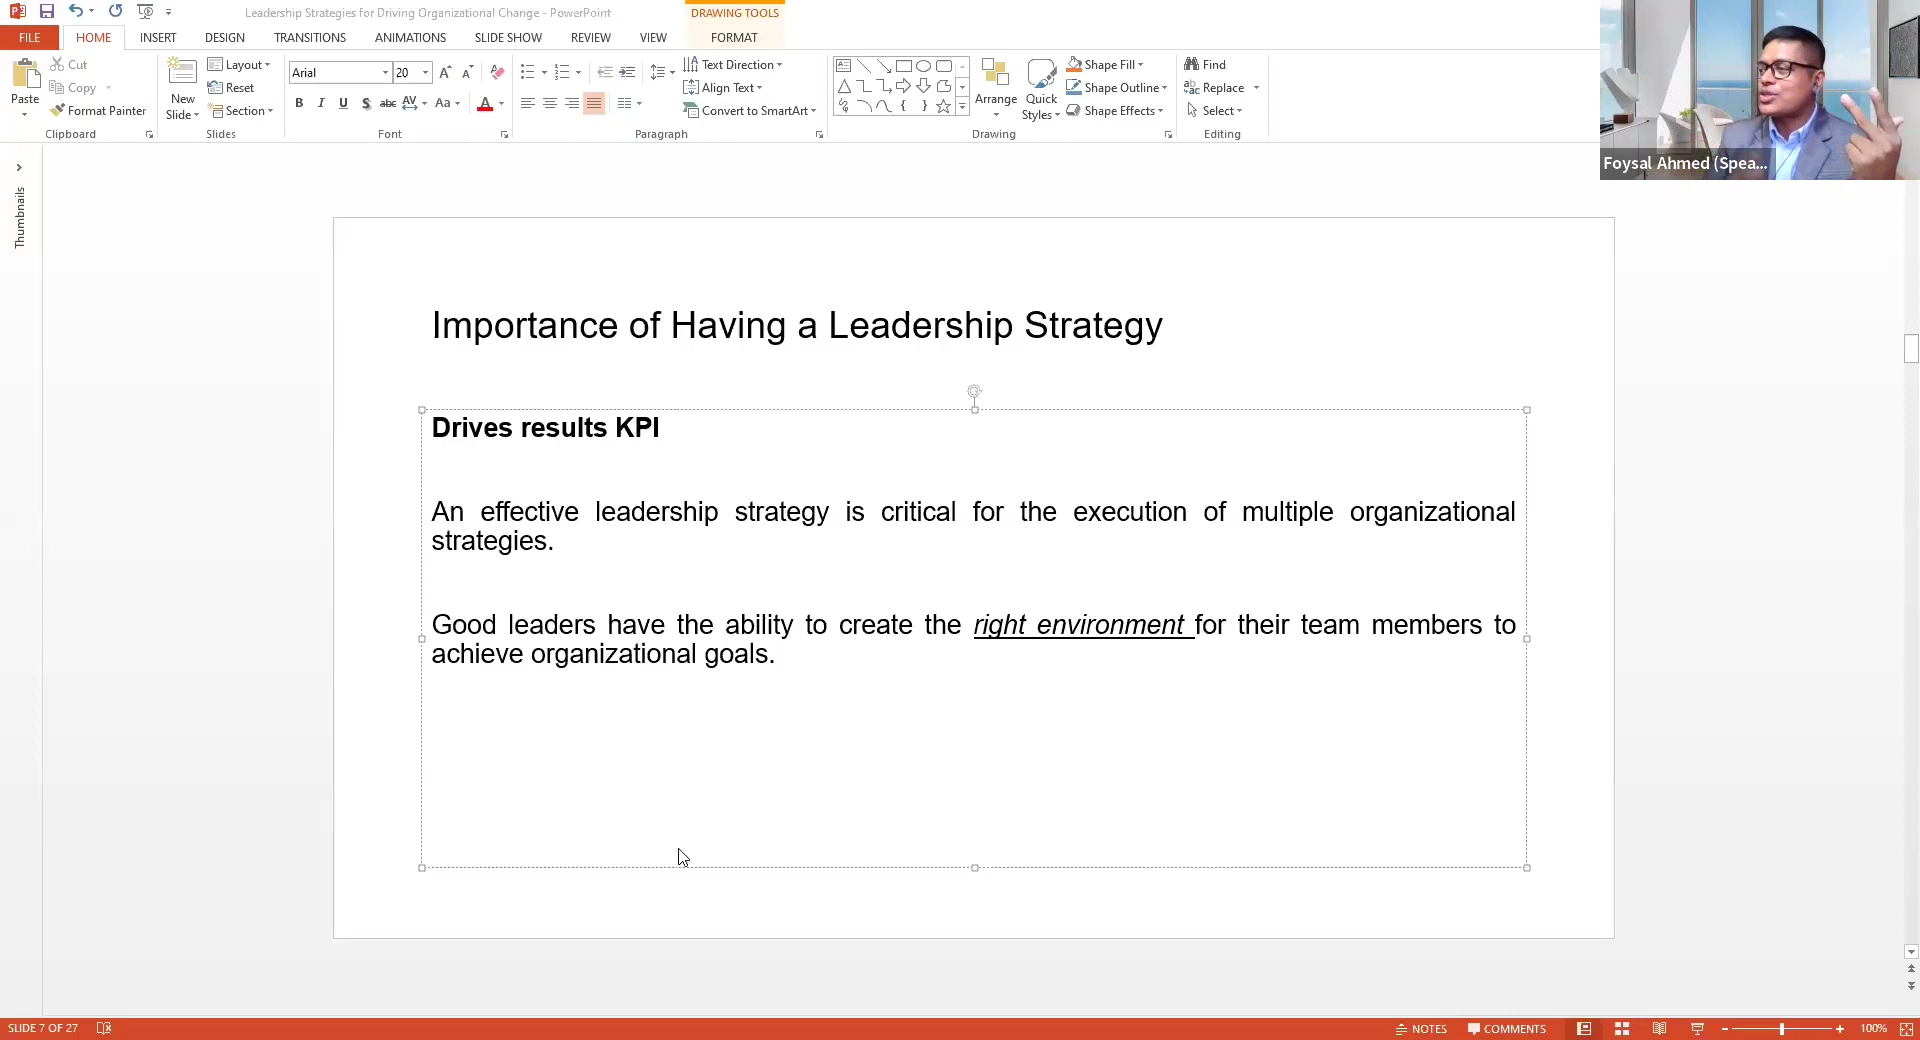 Leadership Strategies for Driving Organizational Change - PowerPoint
DRAWING TOOLS
FILE
HOME
INSERT
DESIGN
TRANSITIONS
ANIMATIONS
SLIDE SHOW
REVIEW
VIEW
FORMAT
Paste
Cut
Copy
Format Painter
Clipboard
New
Slide
Layout
Reset
Section
Slides
Arial
20
B I U S abc AV Aa A
Font
Text Direction
Align Text
Convert to SmartArt
Paragraph
Arrange
Quick
Styles
Shape Fill
Shape Outline
Shape Effects
Drawing
Find
Replace
Select
Editing
Foysal Ahmed (Spea...
Thumbnails
Importance of Having a Leadership Strategy
Drives results KPI
An effective leadership strategy is critical for the execution of multiple organizational
strategies.
Good leaders have the ability to create the right environment for their team members to
achieve organizational goals.
SLIDE 7 OF 27
NOTES
COMMENTS
100%